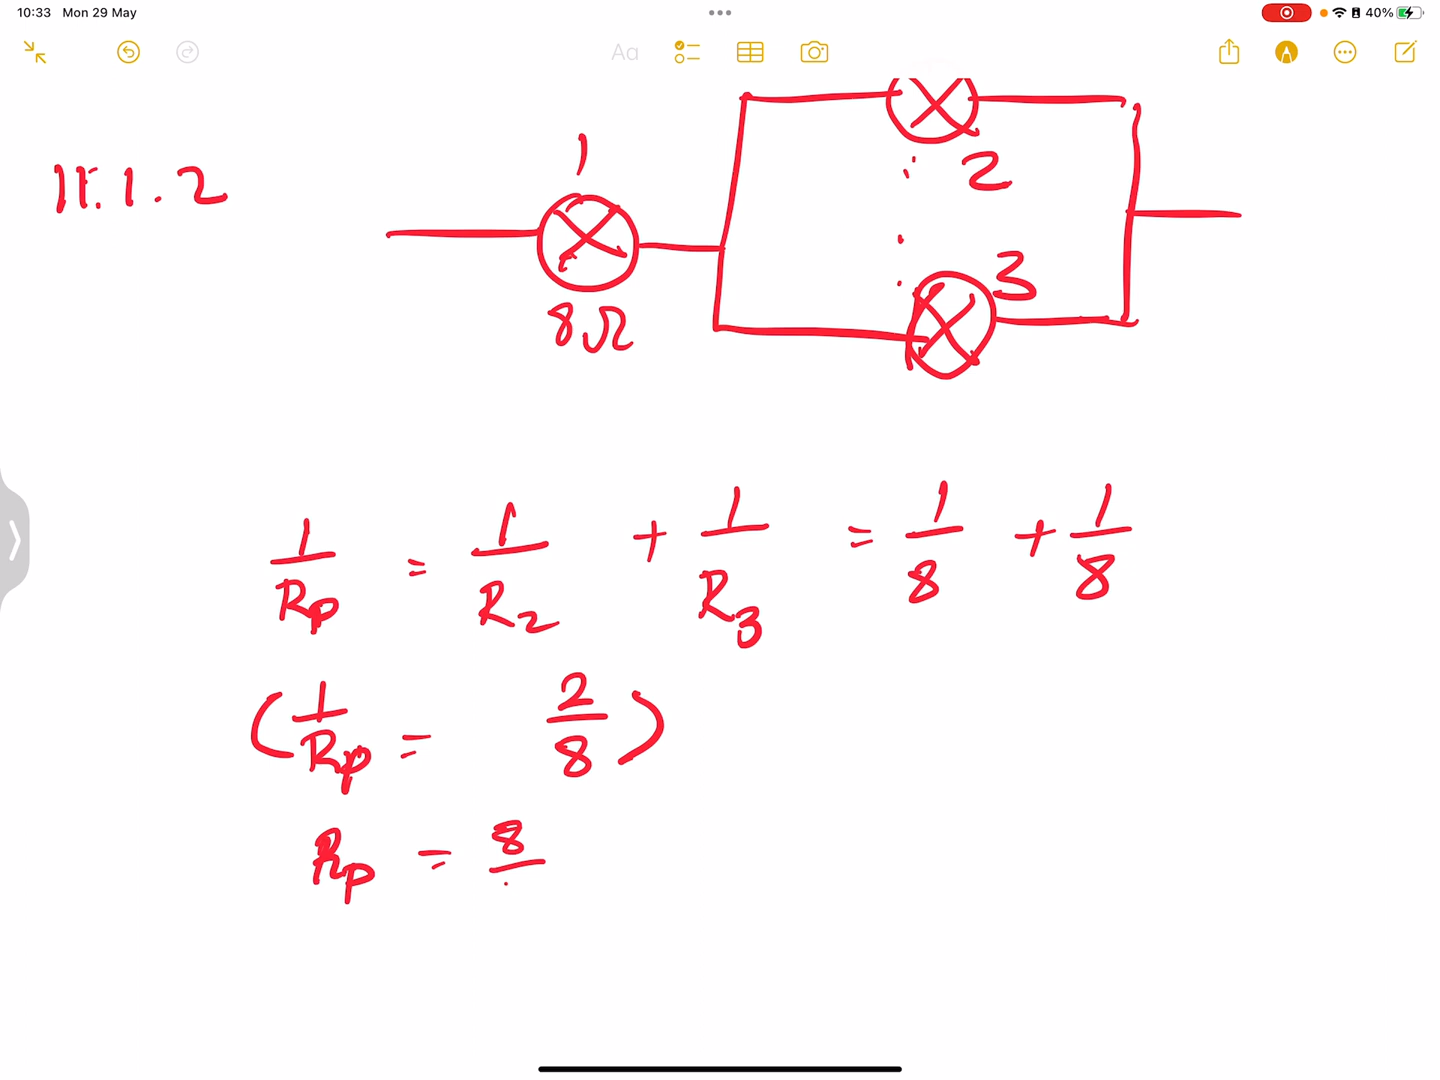 10:33 Mon 29 May
40%
Aa
1
2
11.1.2
3
8Ω
1/Rp = 1/R2 + 1/R3 = 1/8 + 1/8
(1/Rp = 2/8)
Rp = 8/